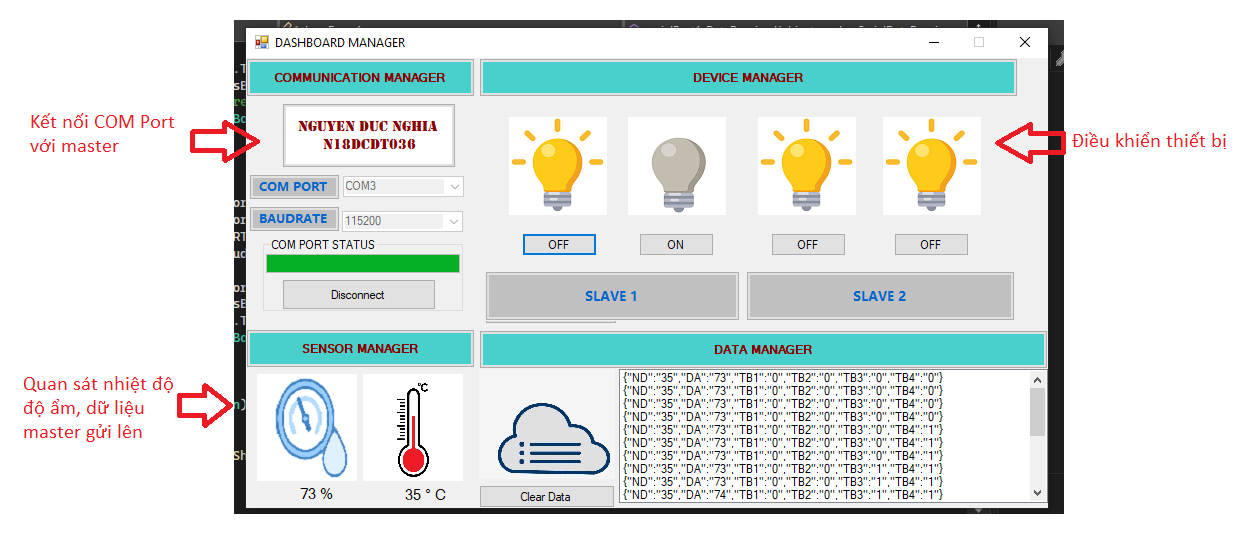 DASHBOARD MANAGER
COMMUNICATION MANAGER
DEVICE MANAGER
Kết nối COM Port
với master
NGUYEN DUC NGHIA
N18DCDT036
Điều khiển thiết bị
COM PORT
COM3
BAUDRATE
115200
COM PORT STATUS
Disconnect
OFF
ON
OFF
OFF
SLAVE 1
SLAVE 2
SENSOR MANAGER
DATA MANAGER
Quan sát nhiệt độ
độ ẩm, dữ liệu
master gửi lên
°C
73 %
35 ° C
Clear Data
{"ND":"35","DA":"73","TB1":"0","TB2":"0","TB3":"0","TB4":"0"}
{"ND":"35","DA":"73","TB1":"0","TB2":"0","TB3":"0","TB4":"0"}
{"ND":"35","DA":"73","TB1":"0","TB2":"0","TB3":"0","TB4":"0"}
{"ND":"35","DA":"73","TB1":"0","TB2":"0","TB3":"0","TB4":"0"}
{"ND":"35","DA":"73","TB1":"0","TB2":"0","TB3":"0","TB4":"1"}
{"ND":"35","DA":"73","TB1":"0","TB2":"0","TB3":"0","TB4":"1"}
{"ND":"35","DA":"73","TB1":"0","TB2":"0","TB3":"0","TB4":"1"}
{"ND":"35","DA":"73","TB1":"0","TB2":"0","TB3":"1","TB4":"1"}
{"ND":"35","DA":"73","TB1":"0","TB2":"0","TB3":"1","TB4":"1"}
{"ND":"35","DA":"74","TB1":"0","TB2":"0","TB3":"1","TB4":"1"}